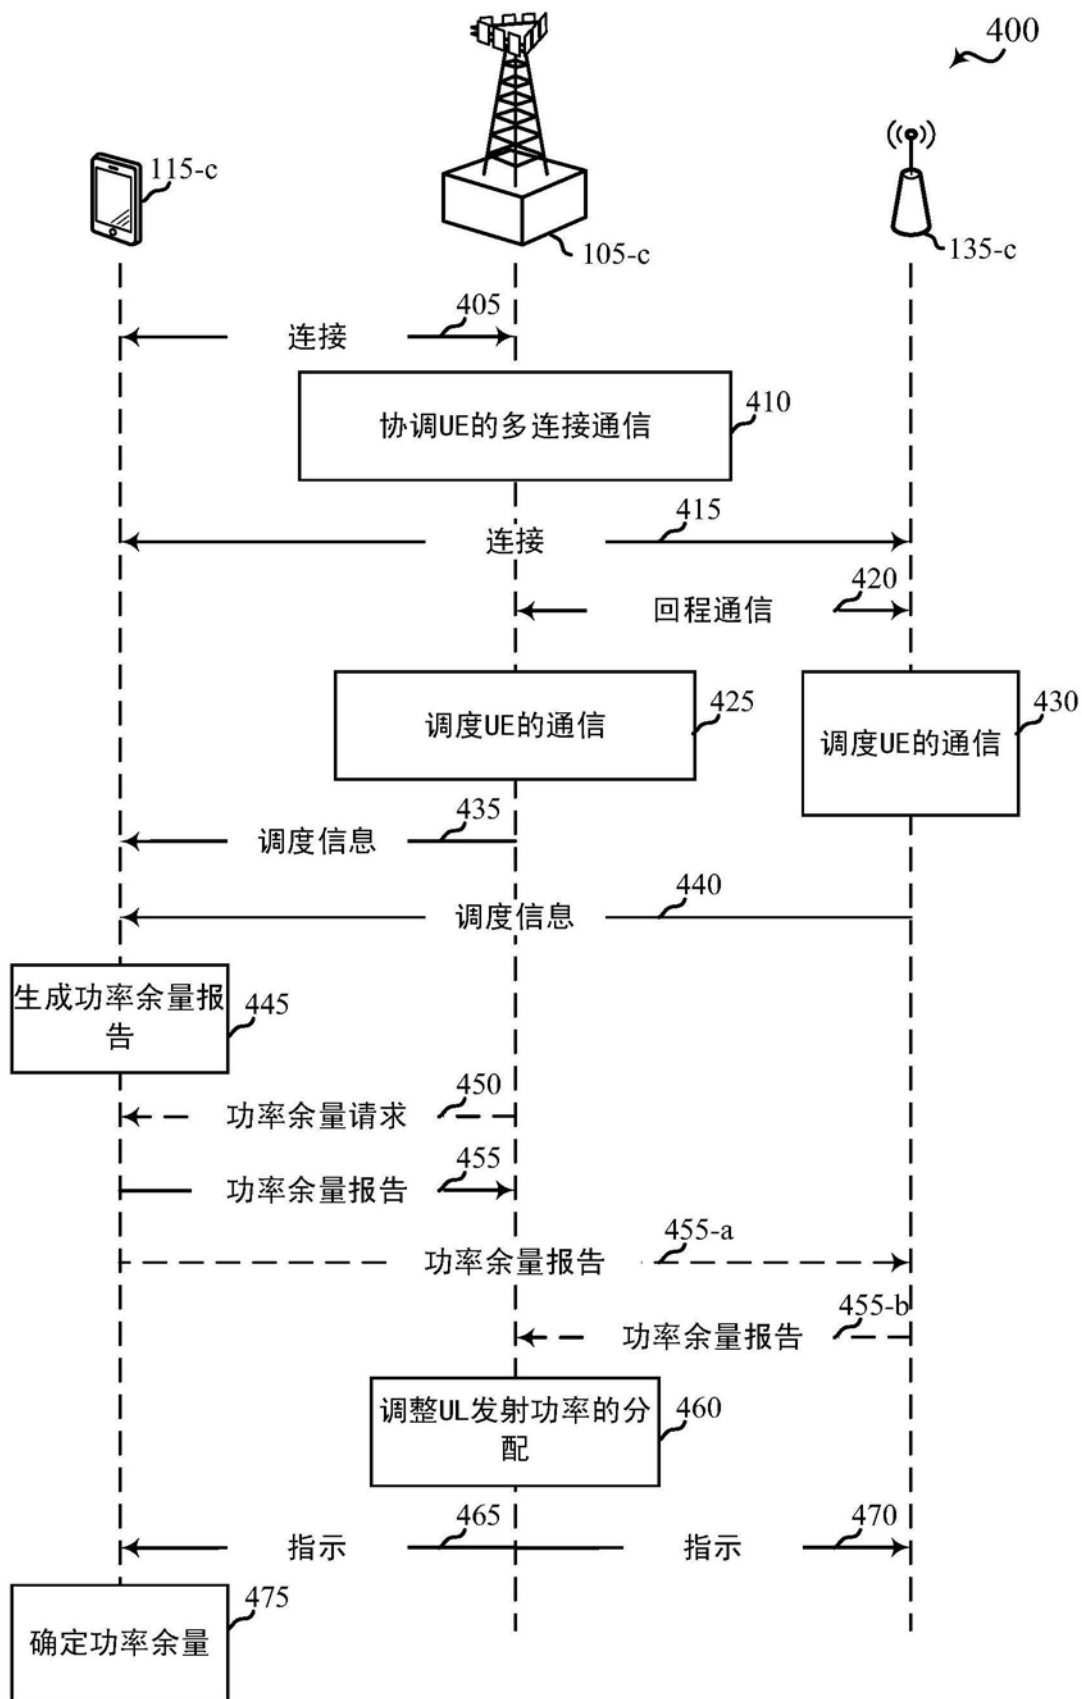 400
115-c
105-c
135-c
405
连接
协调UE的多连接通信
410
415
连接
420
回程通信
调度UE的通信
425
调度UE的通信
430
435
调度信息
440
调度信息
生成功率余量报
告
445
450
功率余量请求
455
功率余量报告
455-a
功率余量报告
455-b
功率余量报告
调整UL发射功率的分
配
460
465
指示
470
指示
475
确定功率余量